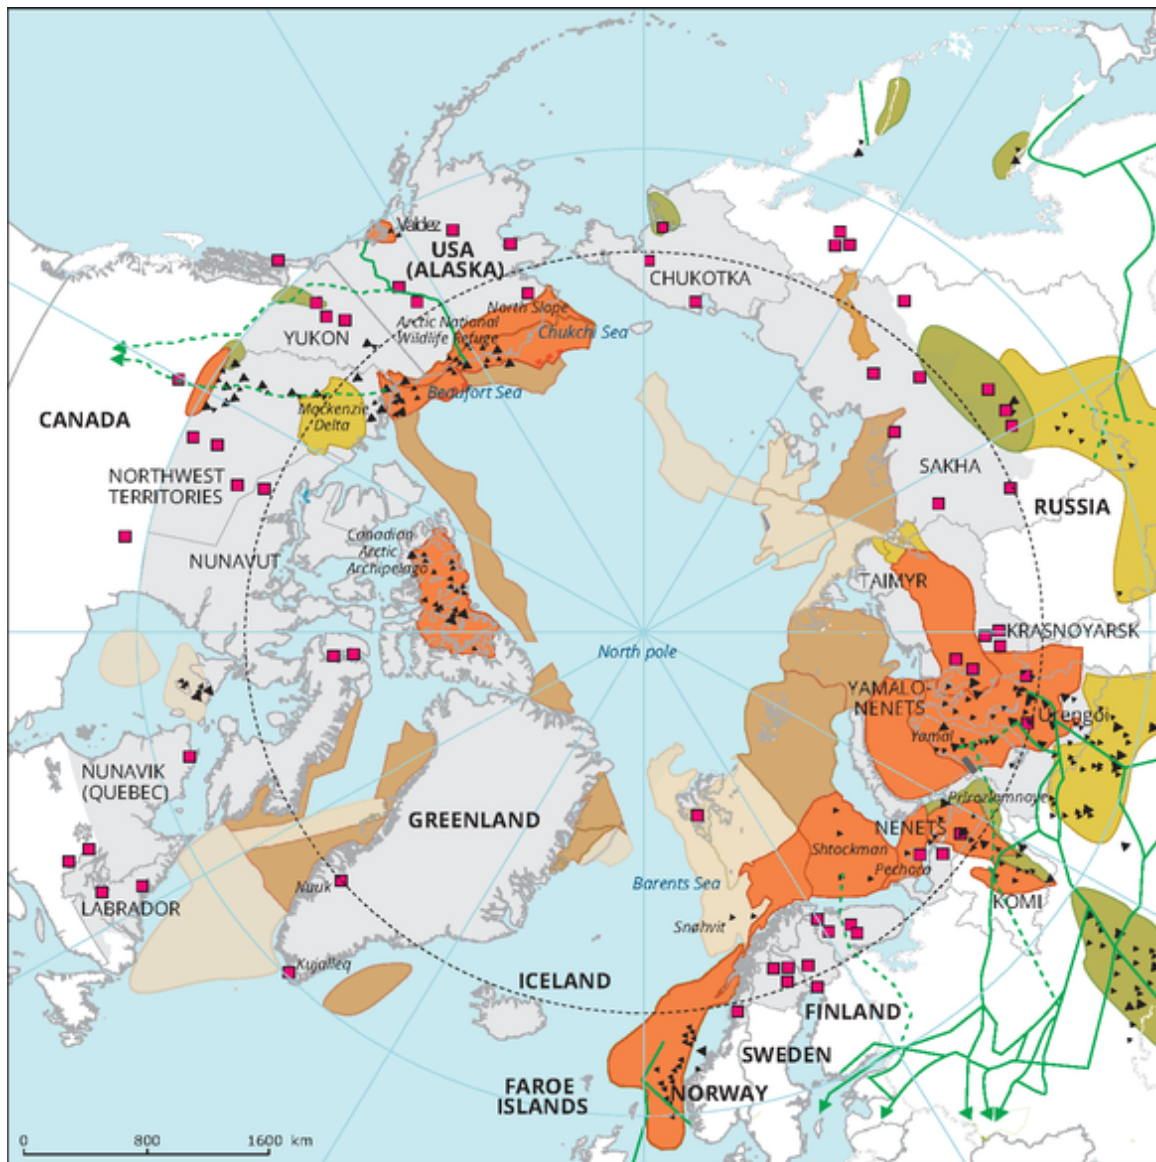 Valdez
USA
(ALASKA)
CHUKOTKA
North Slope
Arctic National
Wildlife Refuge
Chukchi Sea
YUKON
Beaufort Sea
Mackenzie
Delta
CANADA
NORTHWEST
TERRITORIES
SAKHA
RUSSIA
Canadian
Arctic
Archipelago
NUNAVUT
TAIMYR
KRASNOYARSK
North pole
YAMALO-
NENETS
Urengoi
Yamal
NUNAVIK
(QUEBEC)
Prirazlomnoye
GREENLAND
NENETS
Shtockman
Pechora
Barents Sea
Nuuk
KOMI
LABRADOR
Snøhvit
Kujalleq
ICELAND
FINLAND
SWEDEN
FAROE
ISLANDS
NORWAY
0 800 1600 km